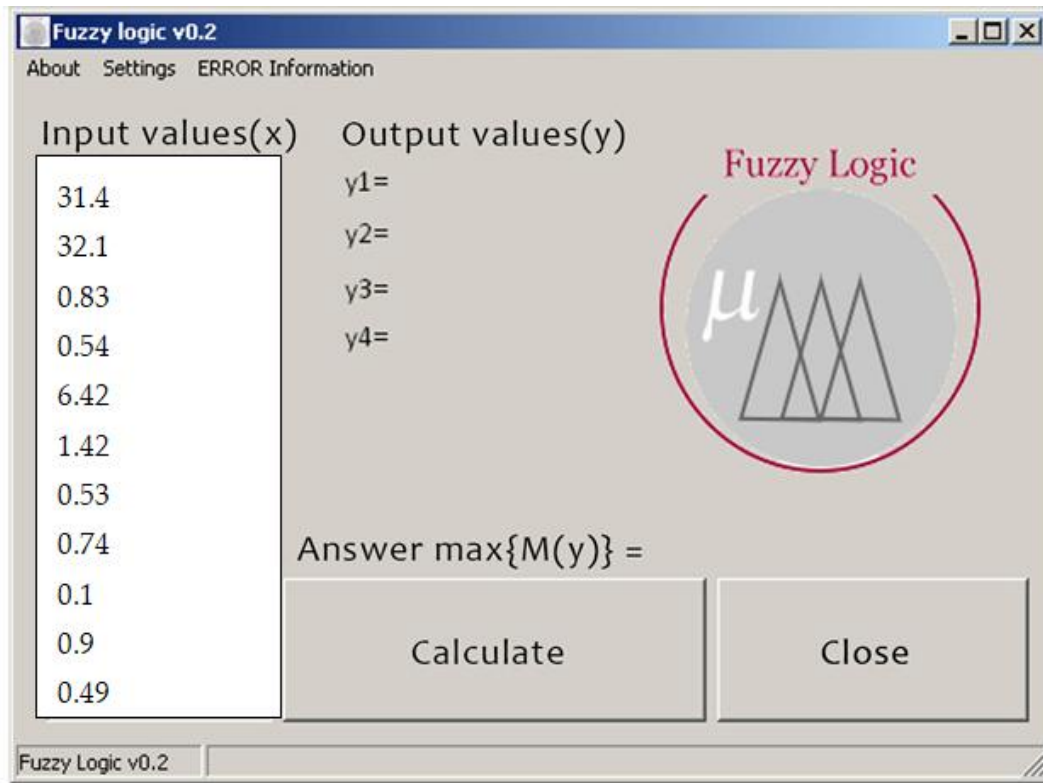 Fuzzy logic v0.2
About Settings ERROR Information
Input values(x)
31.4
32.1
0.83
0.54
6.42
1.42
0.53
0.74
0.1
0.9
0.49
Output values(y)
y1=
y2=
y3=
y4=
Fuzzy Logic
μ
Answer max{M(y)} =
Calculate
Close
Fuzzy Logic v0.2